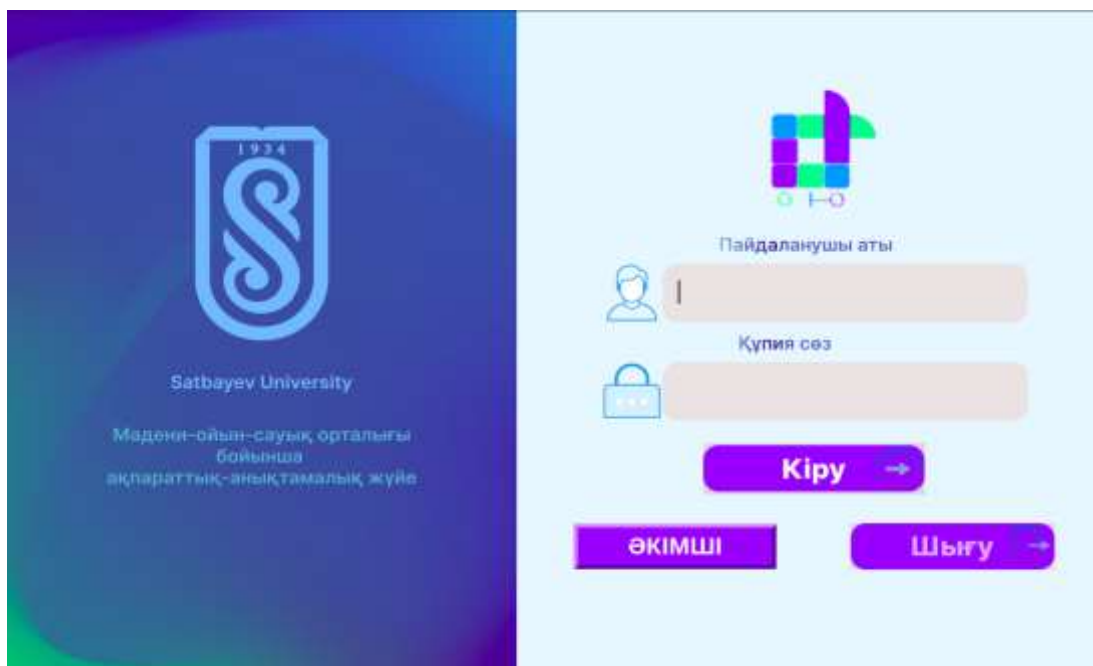 1934
Satbayev University
Мәдени-ойын-сауық орталығы
бойынша
ақпараттық-анықтамалық жүйе
Пайдаланушы аты
Құпия сөз
Кіру
ӘКІМШІ
Шығу